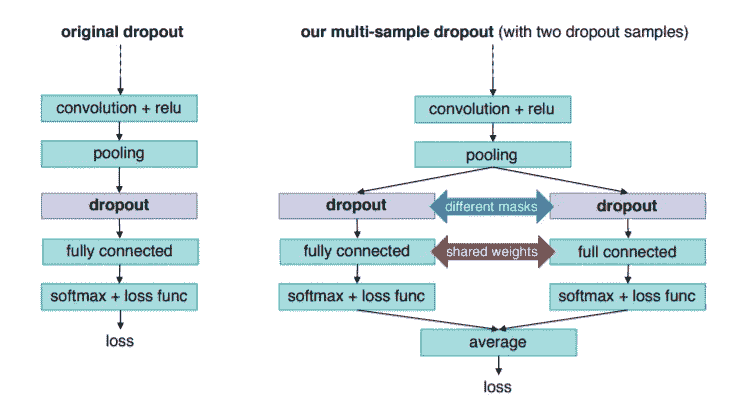 original dropout
convolution + relu
pooling
dropout
fully connected
softmax + loss func
loss
our multi-sample dropout (with two dropout samples)
convolution + relu
pooling
dropout
different masks
dropout
fully connected
shared weights
full connected
softmax + loss func
softmax + loss func
average
loss